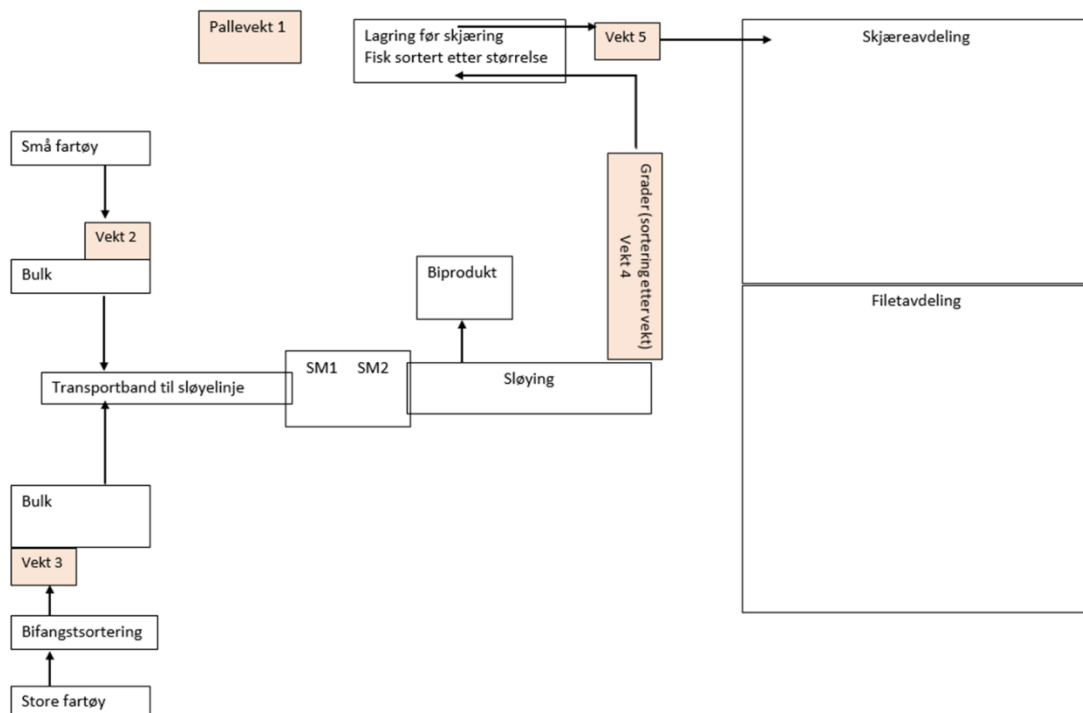 Pallevekt 1
Lagring før skjæring
Fisk sortert etter størrelse
Vekt 5
Skjæreavdeling
Små fartøy
Vekt 2
Bulk
Grader (sortering etter vekt)
Vekt 4
Biprodukt
Filetavdeling
Transportband til sløyelinje
SM1 SM2
Sløying
Bulk
Vekt 3
Bifangstsortering
Store fartøy